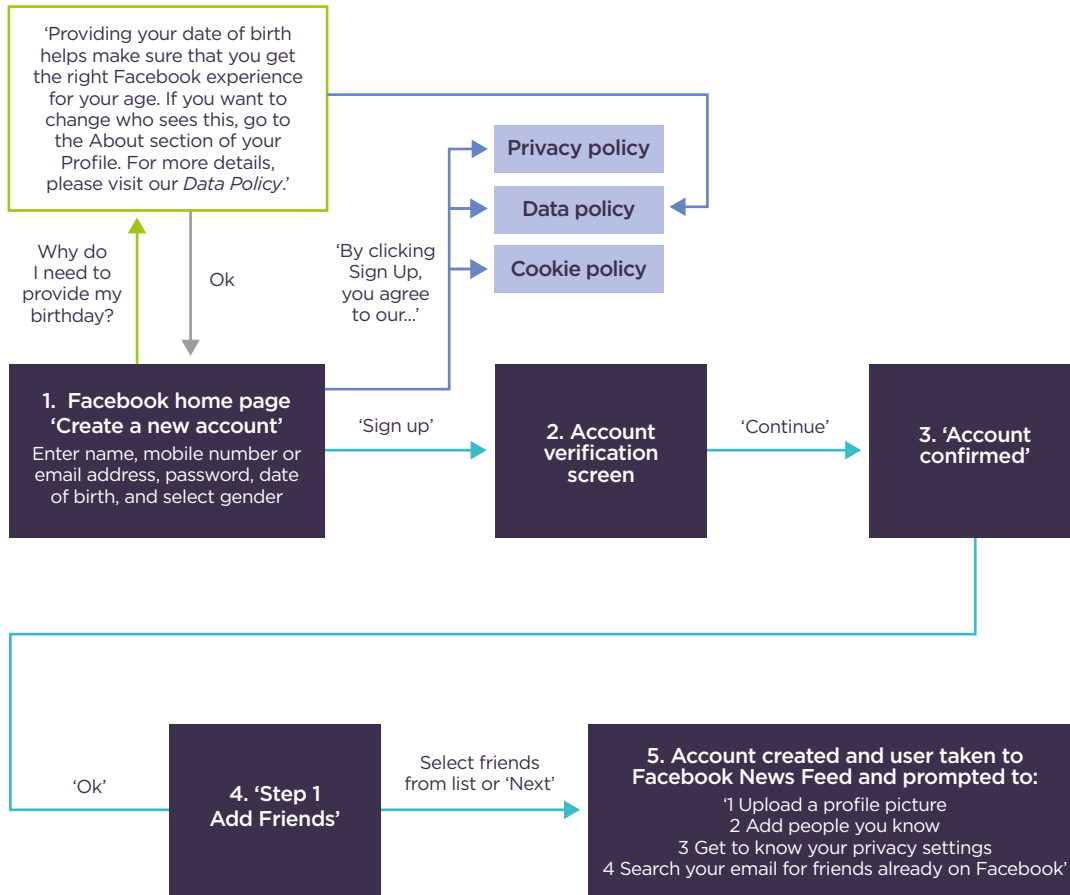 ‘Providing your date of birth
helps make sure that you get
the right Facebook experience
for your age. If you want to
change who sees this, go to
the About section of your
Profile. For more details,
please visit our Data Policy.’
Privacy policy
Data policy
Cookie policy
Why do
I need to
provide my
birthday?
Ok
‘By clicking
Sign Up,
you agree
to our...’
1. Facebook home page
‘Create a new account’
Enter name, mobile number or
email address, password, date
of birth, and select gender
‘Sign up’
2. Account
verification
screen
‘Continue’
3. ‘Account
confirmed’
‘Ok’
4. ‘Step 1
Add Friends’
Select friends
from list or ‘Next’
5. Account created and user taken to
Facebook News Feed and prompted to:
‘1 Upload a profile picture
2 Add people you know
3 Get to know your privacy settings
4 Search your email for friends already on Facebook’